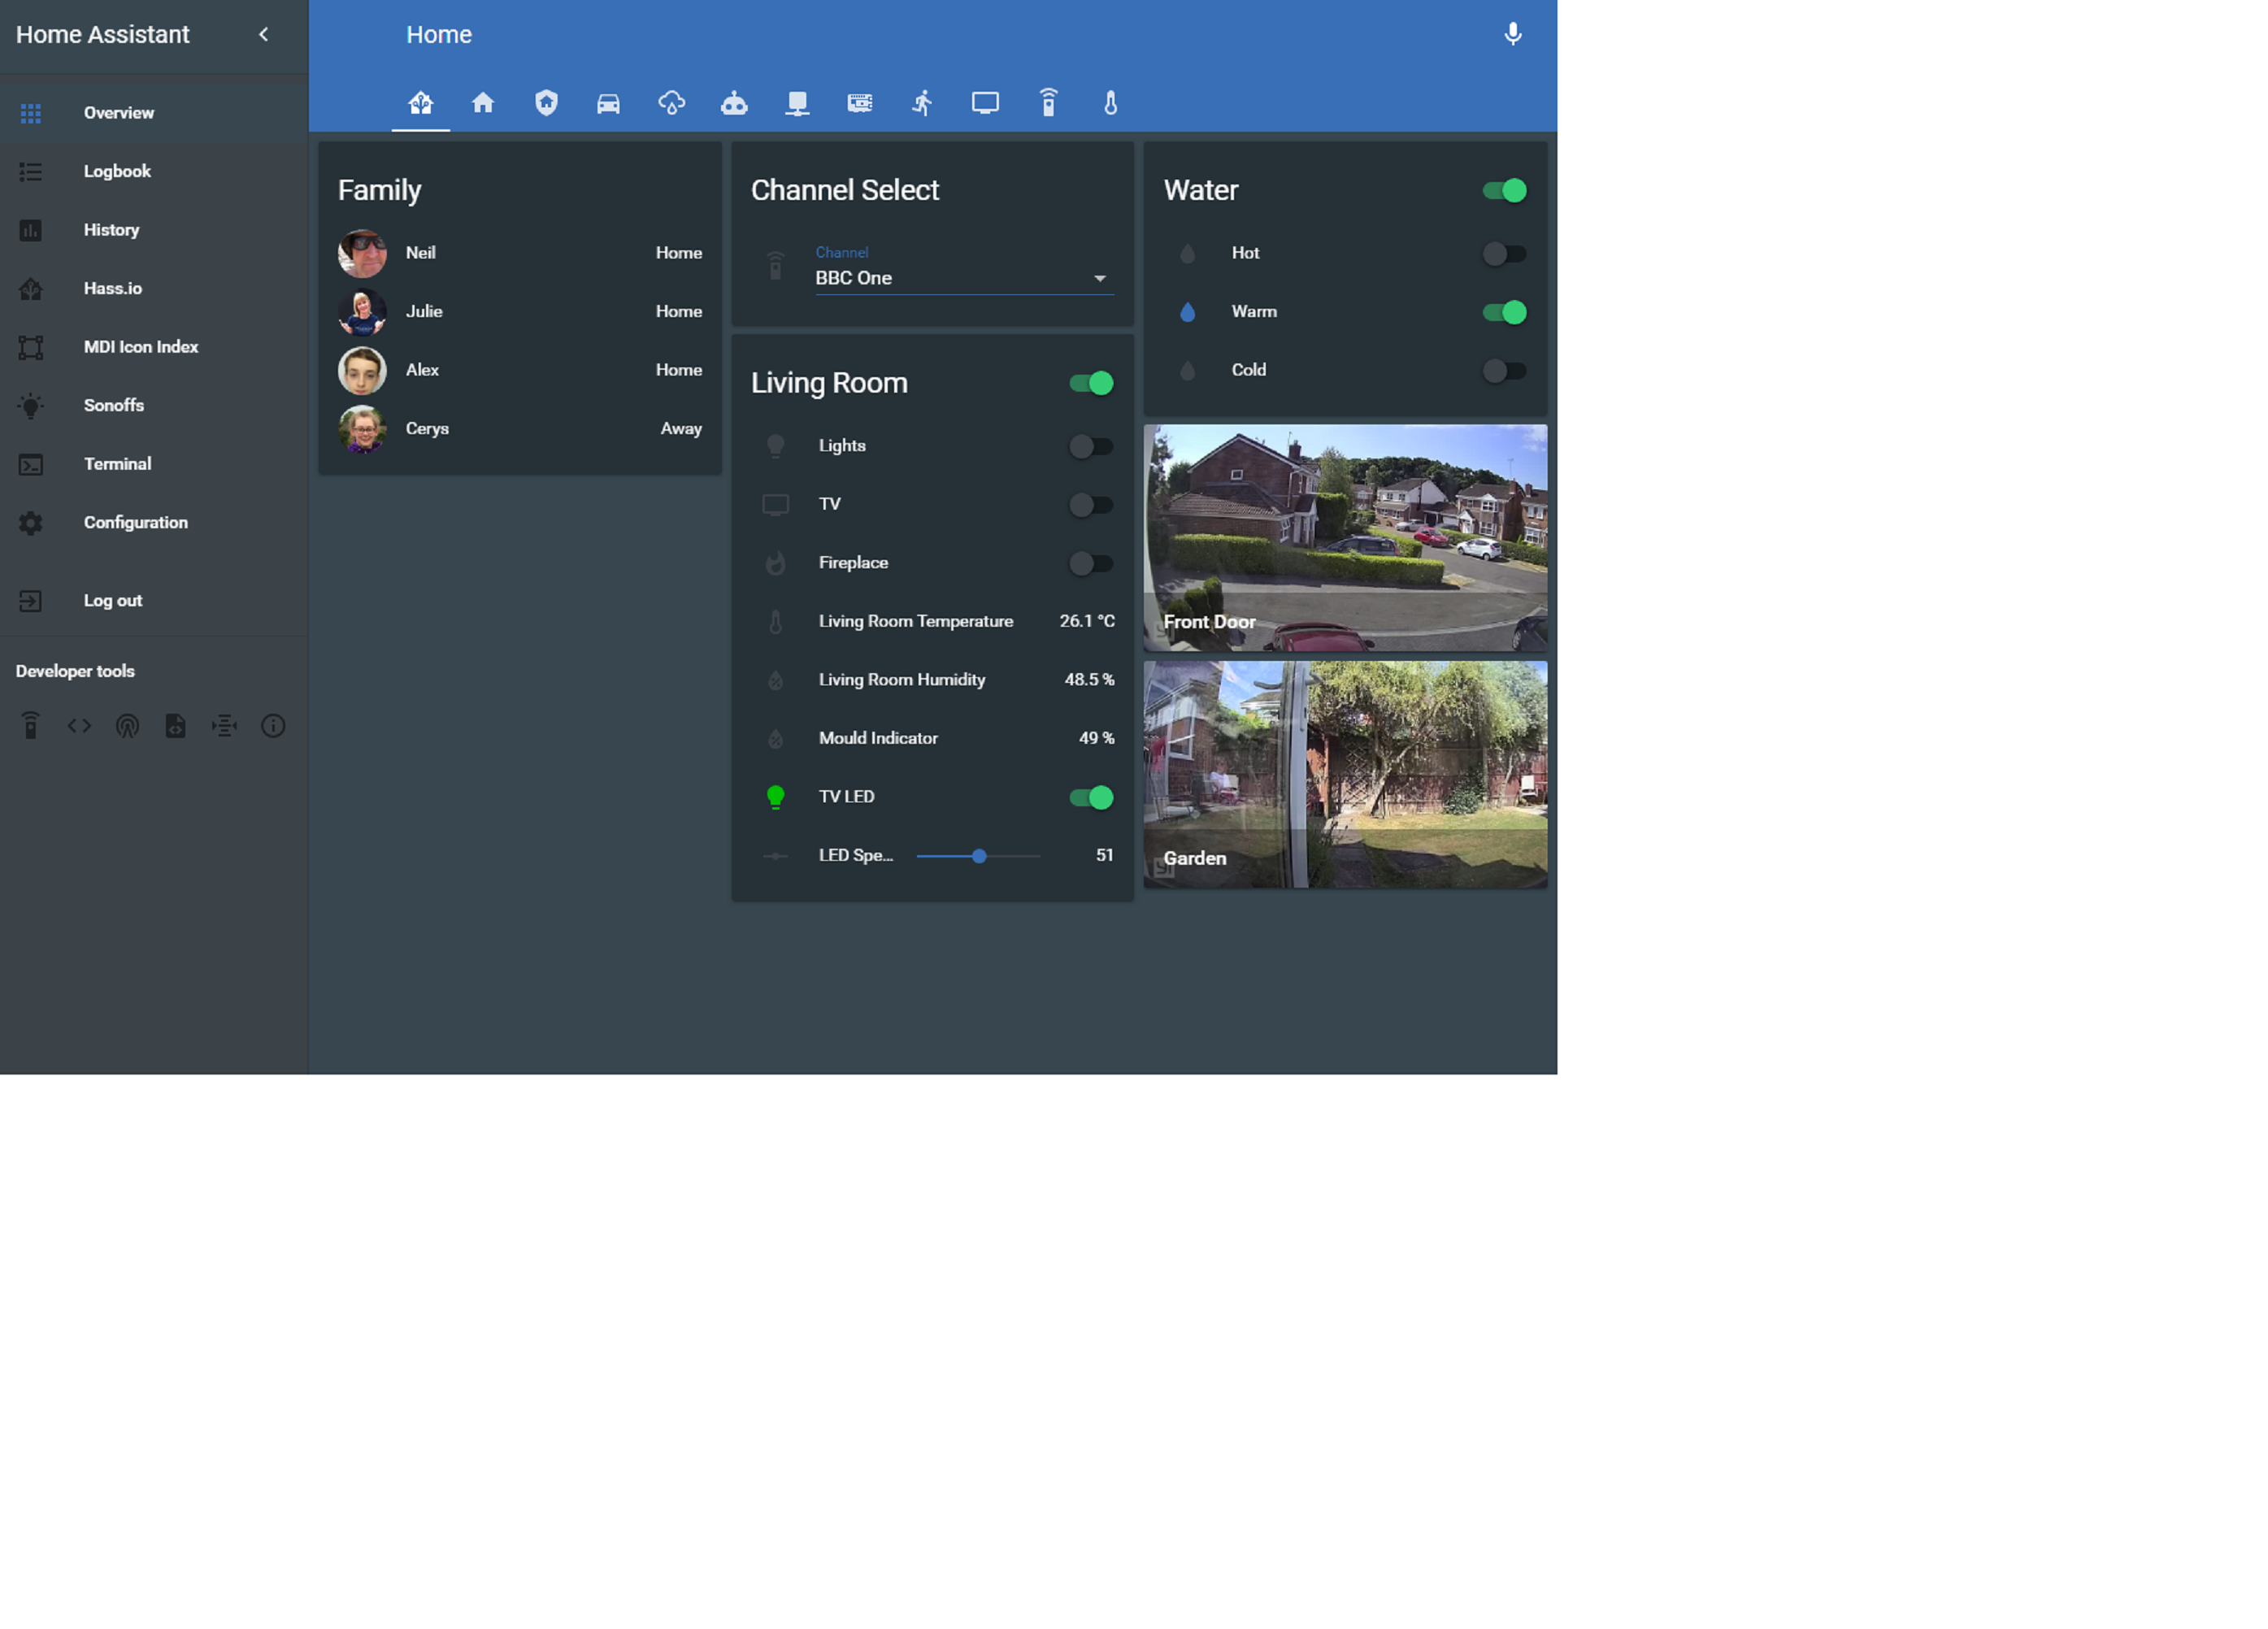 Home Assistant
Overview
Logbook
History
Hass.io
MDI Icon Index
Sonoffs
Terminal
Configuration
Log out
Developer tools
Home
Family
Neil Home
Julie Home
Alex Home
Cerys Away
Channel Select
Channel
BBC One
Living Room
Lights
TV
Fireplace
Living Room Temperature 26.1 °C
Living Room Humidity 48.5 %
Mould Indicator 49 %
TV LED
LED Spe... 51
Water
Hot
Warm
Cold
Front Door
Garden